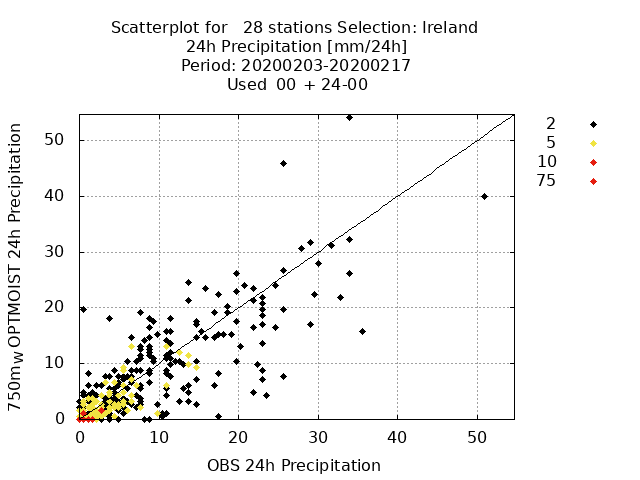 Scatterplot for   28 stations Selection: Ireland
24h Precipitation [mm/24h]
Period: 20200203-20200217
Used  00 + 24-00
2
5
10
75
50
40
30
20
10
0
0 10 20 30 40 50
750mW OPTMOIST 24h Precipitation
OBS 24h Precipitation